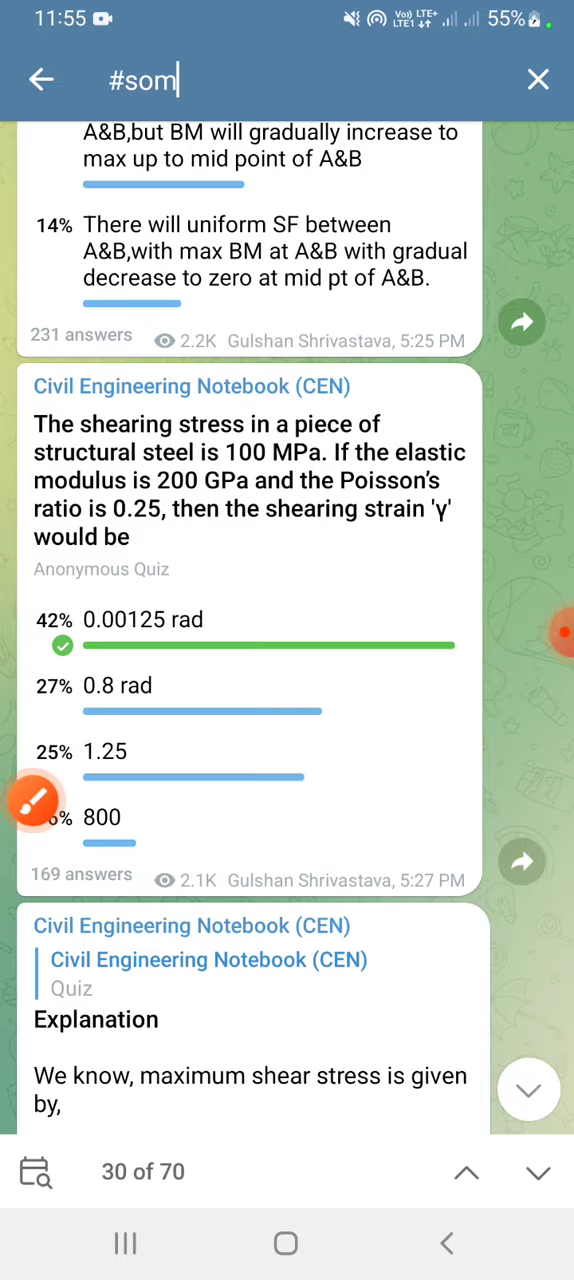 11:55
Vo) LTE+
LTE1
55%
#som
A&B,but BM will gradually increase to
max up to mid point of A&B
14% There will uniform SF between
A&B,with max BM at A&B with gradual
decrease to zero at mid pt of A&B.
231 answers 2.2K Gulshan Shrivastava, 5:25 PM
Civil Engineering Notebook (CEN)
The shearing stress in a piece of
structural steel is 100 MPa. If the elastic
modulus is 200 GPa and the Poisson's
ratio is 0.25, then the shearing strain 'γ'
would be
Anonymous Quiz
42% 0.00125 rad
27% 0.8 rad
25% 1.25
6% 800
169 answers 2.1K Gulshan Shrivastava, 5:27 PM
Civil Engineering Notebook (CEN)
Civil Engineering Notebook (CEN)
Quiz
Explanation
We know, maximum shear stress is given
by,
30 of 70